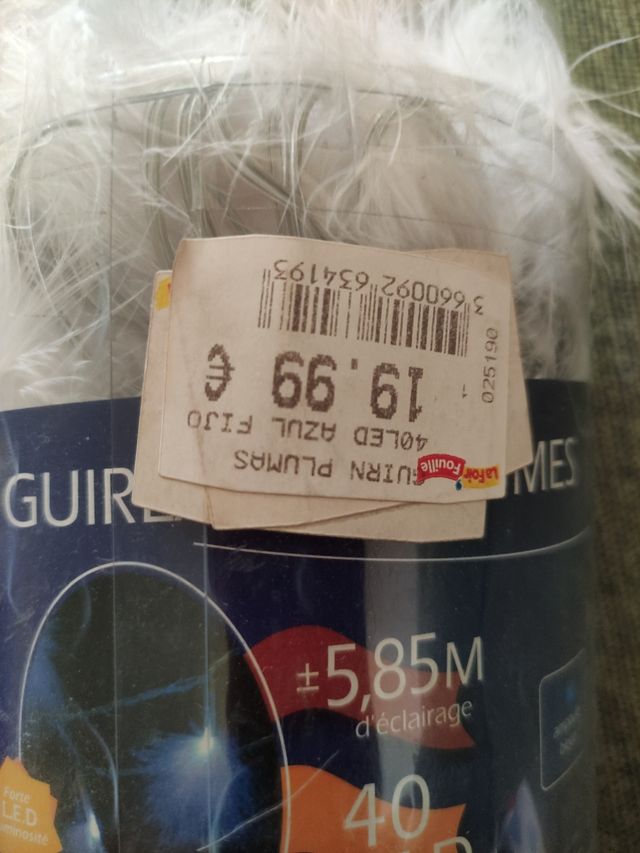 La Foir
Fouille
GUIRN PLUMAS
40LED AZUL FIJO
19.99 €
1
025190
3 660092 634193
GUIR
MES
±5,85M
d'éclairage
40
Forte
L.E.D